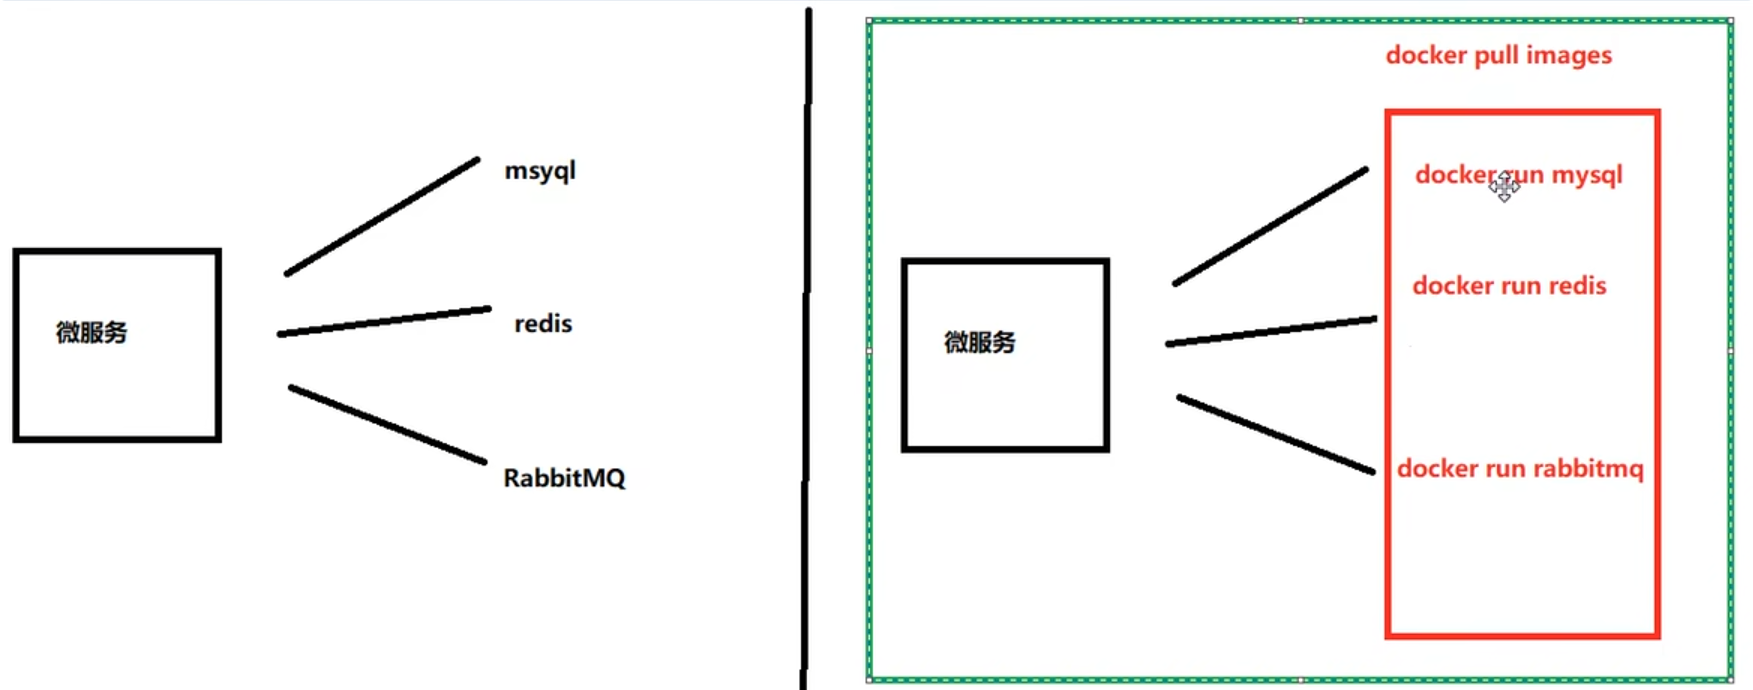 msyql
微服务
redis
RabbitMQ
docker pull images
docker run mysql
docker run redis
微服务
docker run rabbitmq